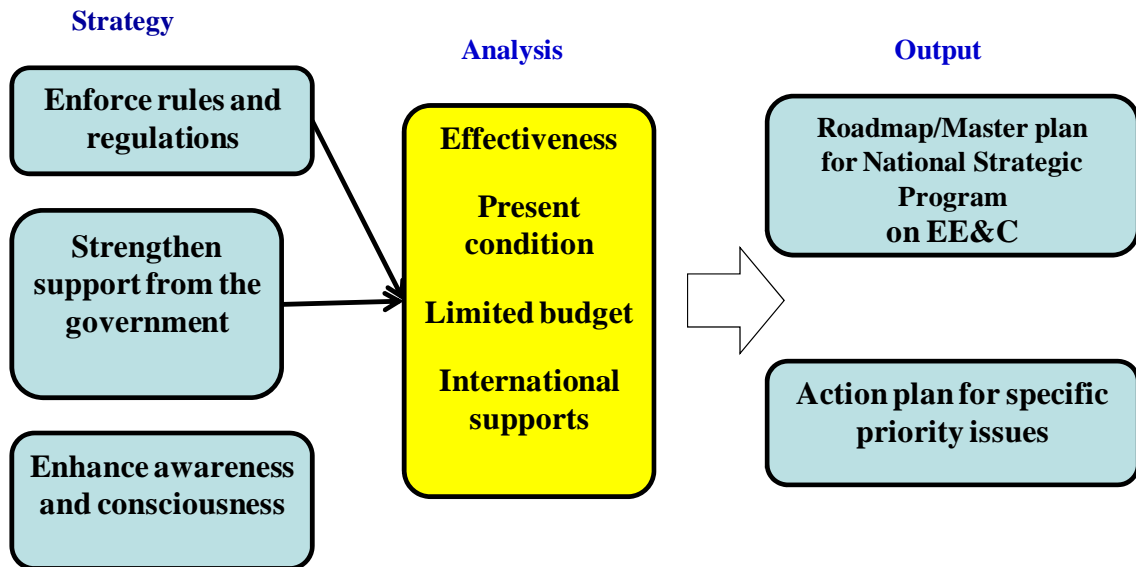 Strategy
Enforce rules and
regulations
Strengthen
support from the
government
Enhance awareness
and consciousness
Analysis
Effectiveness
Present
condition
Limited budget
International
supports
Output
Roadmap/Master plan
for National Strategic
Program
on EE&C
Action plan for specific
priority issues